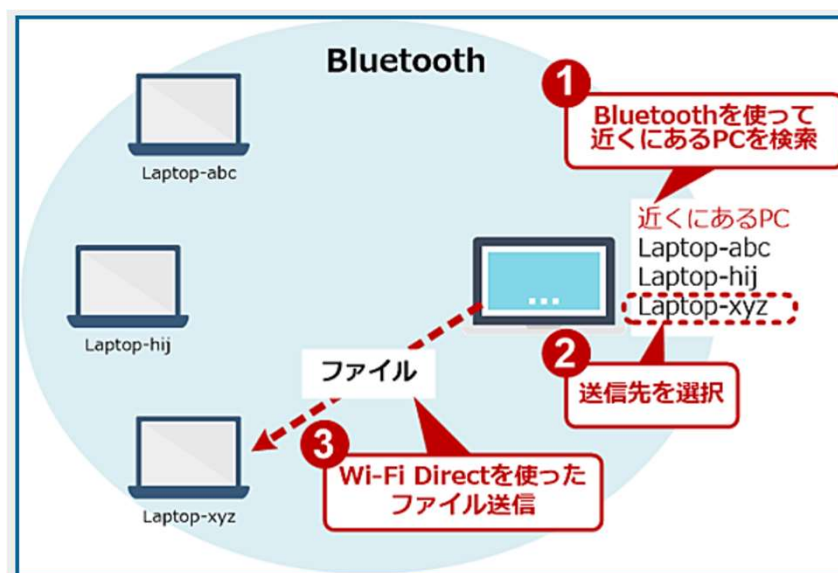 Bluetooth
1
Bluetoothを使って
近くにあるPCを検索
Laptop-abc
近くにあるPC
Laptop-abc
Laptop-hij
Laptop-xyz
Laptop-hij
2
送信先を選択
ファイル
3
Wi-Fi Directを使った
ファイル送信
Laptop-xyz